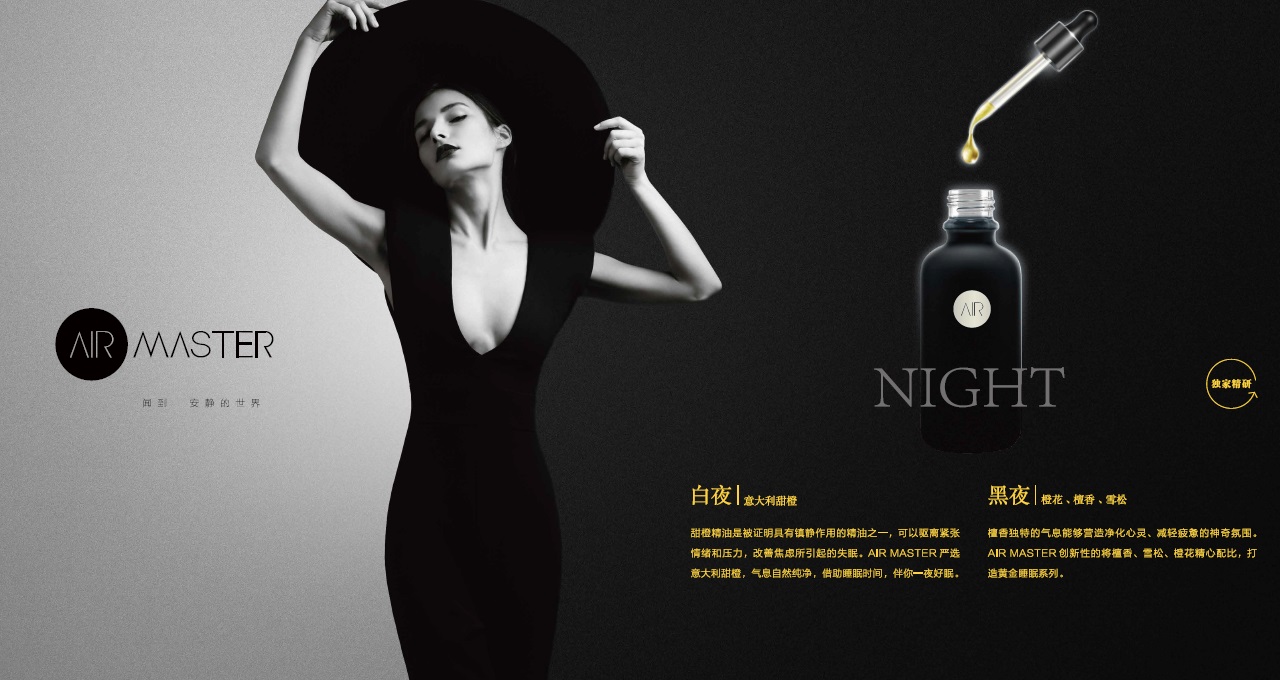 AIR MASTER
闻到 安静的世界
AIR
NIGHT
独家精研
白夜 | 意大利甜橙
甜橙精油是被证明具有镇静作用的精油之一，可以驱离紧张
情绪和压力，改善焦虑所引起的失眠。AIR MASTER 严选
意大利甜橙，气息自然纯净，借助睡眠时间，伴你一夜好眠。
黑夜 | 橙花、檀香、雪松
檀香独特的气息能够营造净化心灵、减轻疲惫的神奇氛围。
AIR MASTER 创新性的将檀香、雪松、橙花精心配比，打
造黄金睡眠系列。